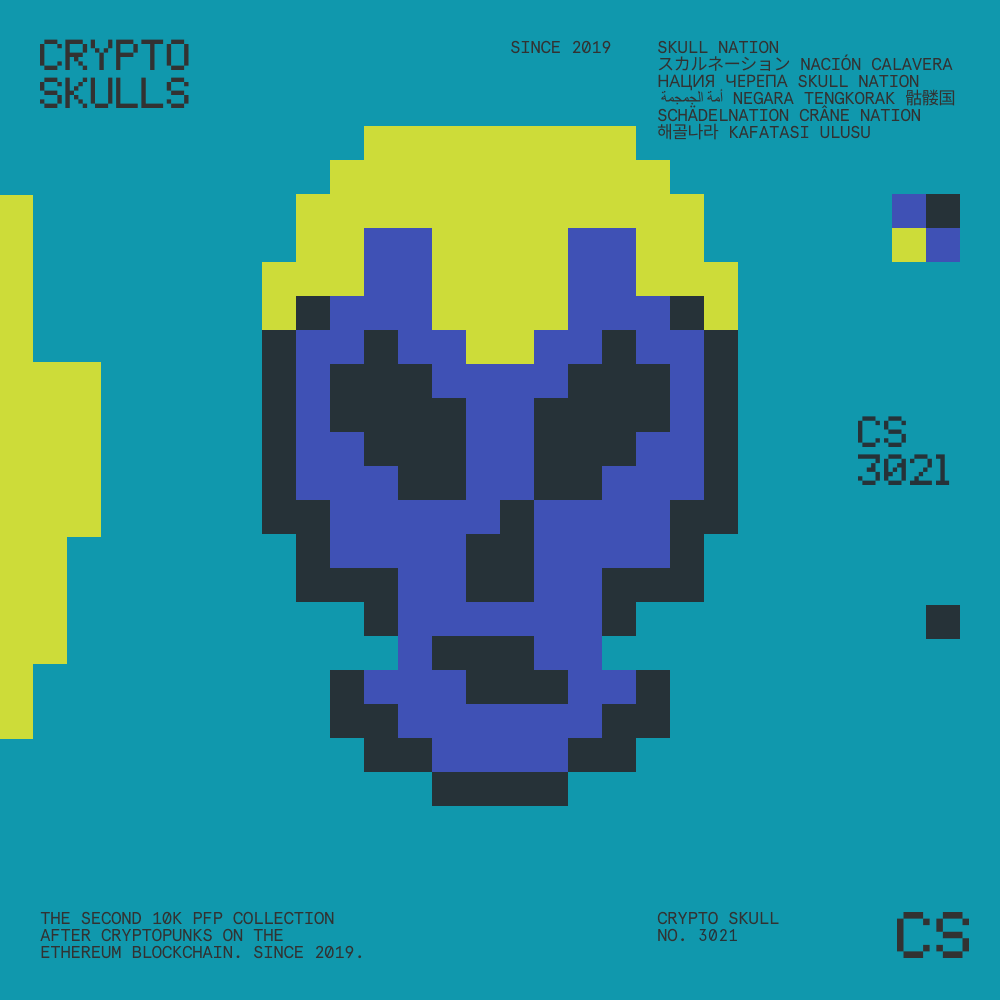 CRYPTO
SKULLS
SINCE 2019
SKULL NATION
スカルネーション NACIÓN CALAVERA
НАЦИЯ ЧЕРЕПА SKULL NATION
أمة الجمجمة NEGARA TENGKORAK 骷髅国
SCHÄDELNATION CRÂNE NATION
해골나라 KAFATASI ULUSU
CS
3021
THE SECOND 10K PFP COLLECTION
AFTER CRYPTOPUNKS ON THE
ETHEREUM BLOCKCHAIN. SINCE 2019.
CRYPTO SKULL
NO. 3021
CS